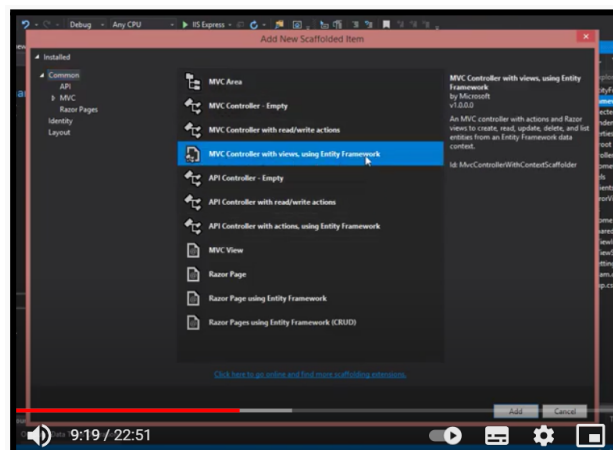 Debug
Any CPU
IIS Express
Add New Scaffolded Item
Installed
Common
API
MVC
Razor Pages
Identity
Layout
MVC Area
MVC Controller - Empty
MVC Controller with read/write actions
MVC Controller with views, using Entity Framework
API Controller - Empty
API Controller with read/write actions
API Controller with actions, using Entity Framework
MVC View
Razor Page
Razor Page using Entity Framework
Razor Pages using Entity Framework (CRUD)
Click here to go online and find more scaffolding extensions.
MVC Controller with views, using Entity
Framework
by Microsoft
v1.0.0.0
An MVC controller with actions and Razor
views to create, read, update, delete, and list
entities from an Entity Framework data
context.
Id: MvcControllerWithContextScaffolder
Add
Cancel
9:19 / 22:51